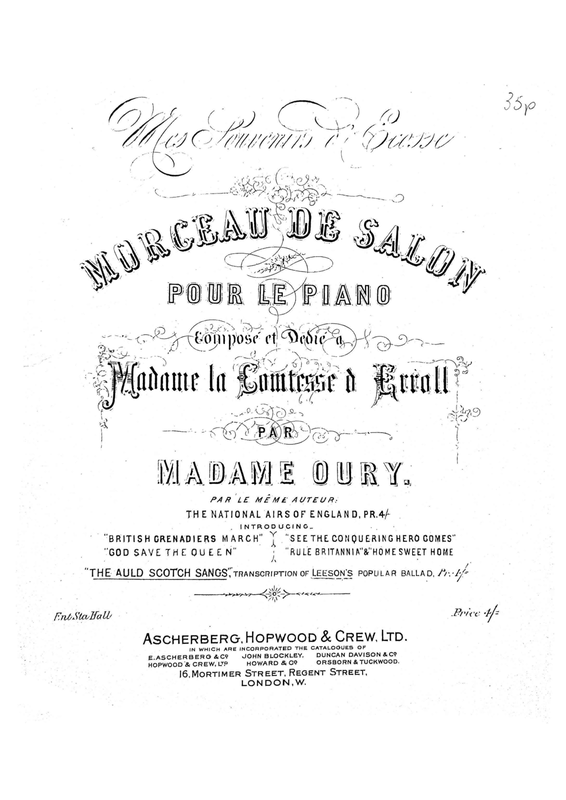 35p
Mes Souvenirs d'Ecosse
MORCEAU DE SALON
POUR LE PIANO
Composé et Dedié a
Madame la Comtesse d Erroll
PAR
MADAME OURY.
PAR LE MÊME AUTEUR:
THE NATIONAL AIRS OF ENGLAND, PR. 4/-
INTRODUCING_
"BRITISH GRENADIERS MARCH" "SEE THE CONQUERING HERO COMES"
"GOD SAVE THE QUEEN" "RULE BRITANNIA" & "HOME SWEET HOME
"THE AULD SCOTCH SANGS", TRANSCRIPTION OF LEESON'S POPULAR BALLAD, Pr. 4/-
Ent. Sta. Hall
Price 4/=
ASCHERBERG, HOPWOOD & CREW, LTD.
IN WHICH ARE INCORPORATED THE CATALOGUES OF
E. ASCHERBERG & Co JOHN BLOCKLEY. DUNCAN DAVISON & Co
HOPWOOD & CREW, LTD HOWARD & Co ORSBORN & TUCKWOOD.
16, MORTIMER STREET, REGENT STREET,
LONDON, W.